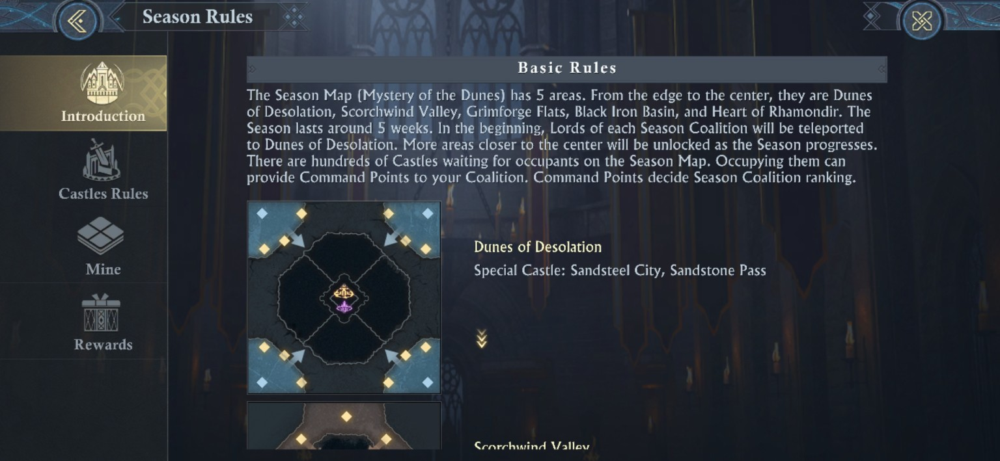 Season Rules
Introduction
Castles Rules
Mine
Rewards
Basic Rules
The Season Map (Mystery of the Dunes) has 5 areas. From the edge to the center, they are Dunes
of Desolation, Scorchwind Valley, Grimforge Flats, Black Iron Basin, and Heart of Rhamondir. The
Season lasts around 5 weeks. In the beginning, Lords of each Season Coalition will be teleported
to Dunes of Desolation. More areas closer to the center will be unlocked as the Season progresses.
There are hundreds of Castles waiting for occupants on the Season Map. Occupying them can
provide Command Points to your Coalition. Command Points decide Season Coalition ranking.
Dunes of Desolation
Special Castle: Sandsteel City, Sandstone Pass
Scorchwind Valley